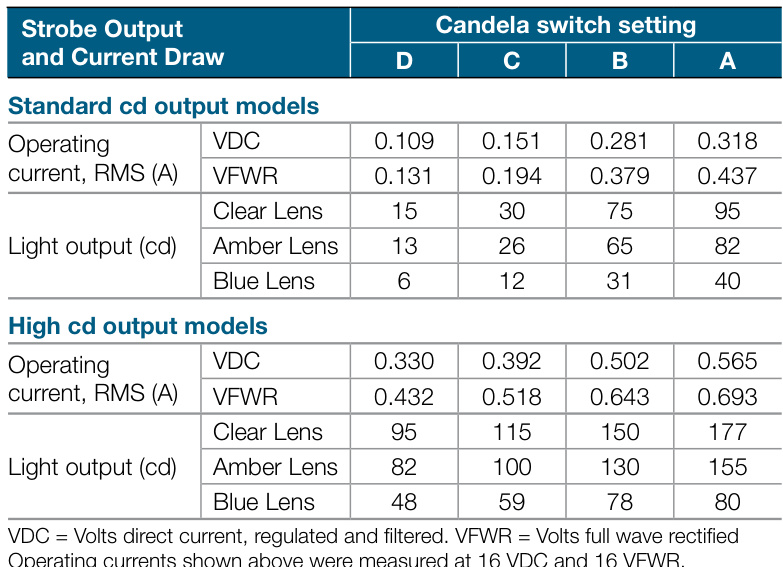 Strobe Output and Current Draw Candela switch setting
D C B A
Standard cd output models
Operating current, RMS (A) VDC 0.109 0.151 0.281 0.318
VFWR 0.131 0.194 0.379 0.437
Light output (cd) Clear Lens 15 30 75 95
Amber Lens 13 26 65 82
Blue Lens 6 12 31 40
High cd output models
Operating current, RMS (A) VDC 0.330 0.392 0.502 0.565
VFWR 0.432 0.518 0.643 0.693
Light output (cd) Clear Lens 95 115 150 177
Amber Lens 82 100 130 155
Blue Lens 48 59 78 80
VDC = Volts direct current, regulated and filtered. VFWR = Volts full wave rectified
Operating currents shown above were measured at 16 VDC and 16 VFWR.